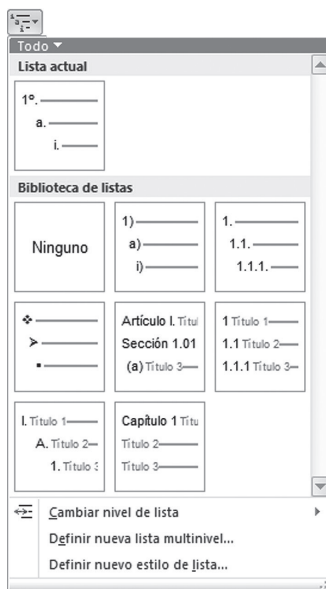 Todo
Lista actual
1º.
a.
i.
Biblioteca de listas
Ninguno
1)
a)
i)
1.
1.1.
1.1.1.
Artículo I. Títu
Sección 1.01
(a) Título 3
1 Título 1
1.1 Título 2
1.1.1 Título 3
I. Título 1
A. Título 2
1. Título 3
Capítulo 1 Títu
Título 2
Título 3
Cambiar nivel de lista
Definir nueva lista multinivel...
Definir nuevo estilo de lista...